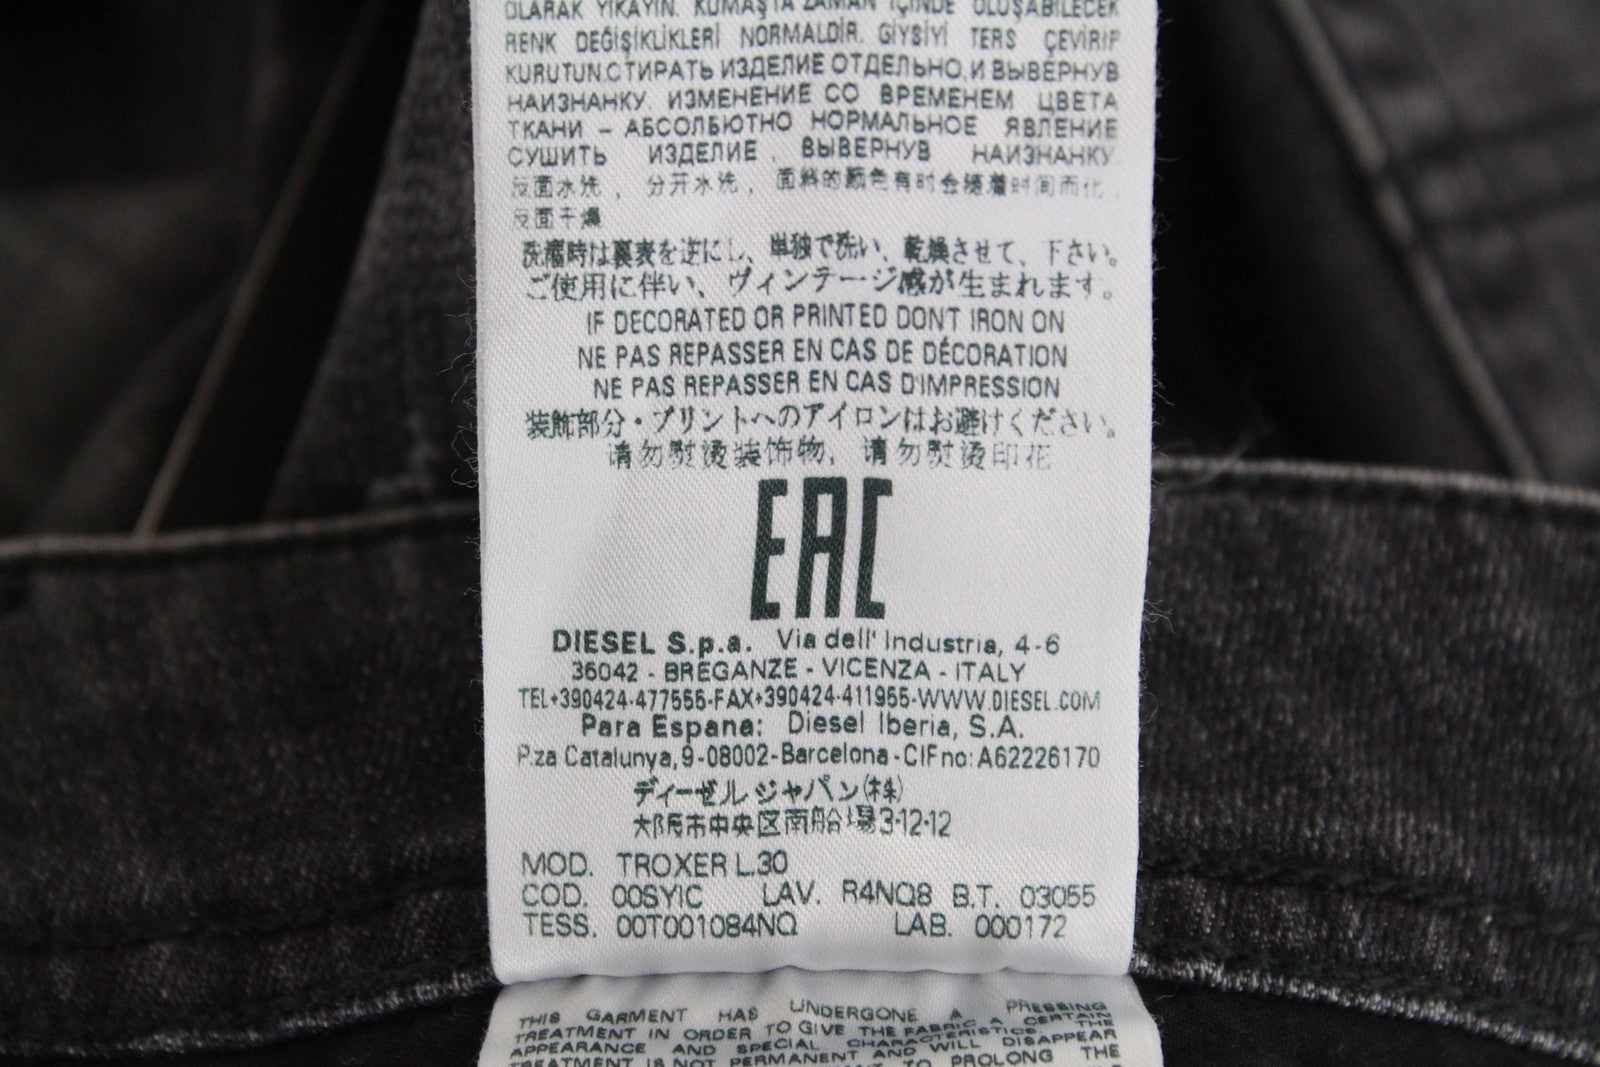 OLARAK YIKAYIN. KUMAŞTA ZAMAN İÇİNDE OLUŞABİLECEK
RENK DEĞİŞİKLİKLERİ NORMALDİR. GİYSİYİ TERS ÇEVİRİP
KURUTUN.СТИРАТЬ ИЗДЕЛИЕ ОТДЕЛЬНО, И ВЫВЕРНУВ
НАИЗНАНКУ. ИЗМЕНЕНИЕ СО ВРЕМЕНЕМ ЦВЕТА
ТКАНИ – АБСОЛБЮТНО НОРМАЛЬНОЕ ЯВЛЕНИЕ
СУШИТЬ ИЗДЕЛИЕ, ВЫВЕРНУВ НАИЗНАНКУ.
反面水洗，分开水洗，面料的颜色有时会随着时间而化，
反面干燥
洗濯時は裏表を逆にし、単独で洗い、乾燥させて、下さい。
ご使用に伴い、ヴィンテージ感が生まれます。
IF DECORATED OR PRINTED DON'T IRON ON
NE PAS REPASSER EN CAS DE DÉCORATION
NE PAS REPASSER EN CAS D'IMPRESSION
装飾部分・プリントへのアイロンはお避けください。
请勿熨烫装饰物，请勿熨烫印花
EAC
DIESEL S.p.a. Via dell' Industria, 4-6
36042 - BREGANZE - VICENZA - ITALY
TEL+390424-477555-FAX+390424-411955-WWW.DIESEL.COM
Para Espana: Diesel Iberia, S.A.
P.za Catalunya, 9-08002-Barcelona-CIF no: A62226170
ディーゼル ジャパン(株)
大阪市中央区南船場3-12-12
MOD. TROXER L.30
COD. 00SYIC LAV. R4NQ8 B.T. 03055
TESS. 00T001084NQ LAB. 000172
THIS GARMENT HAS UNDERGONE A PRESSING
TREATMENT IN ORDER TO GIVE THE FABRIC A CERTAIN
APPEARANCE AND SPECIAL CHARACTERISTICS. THE
TREATMENT IS NOT PERMANENT AND WILL DISAPPEAR
TO PROLONG THE